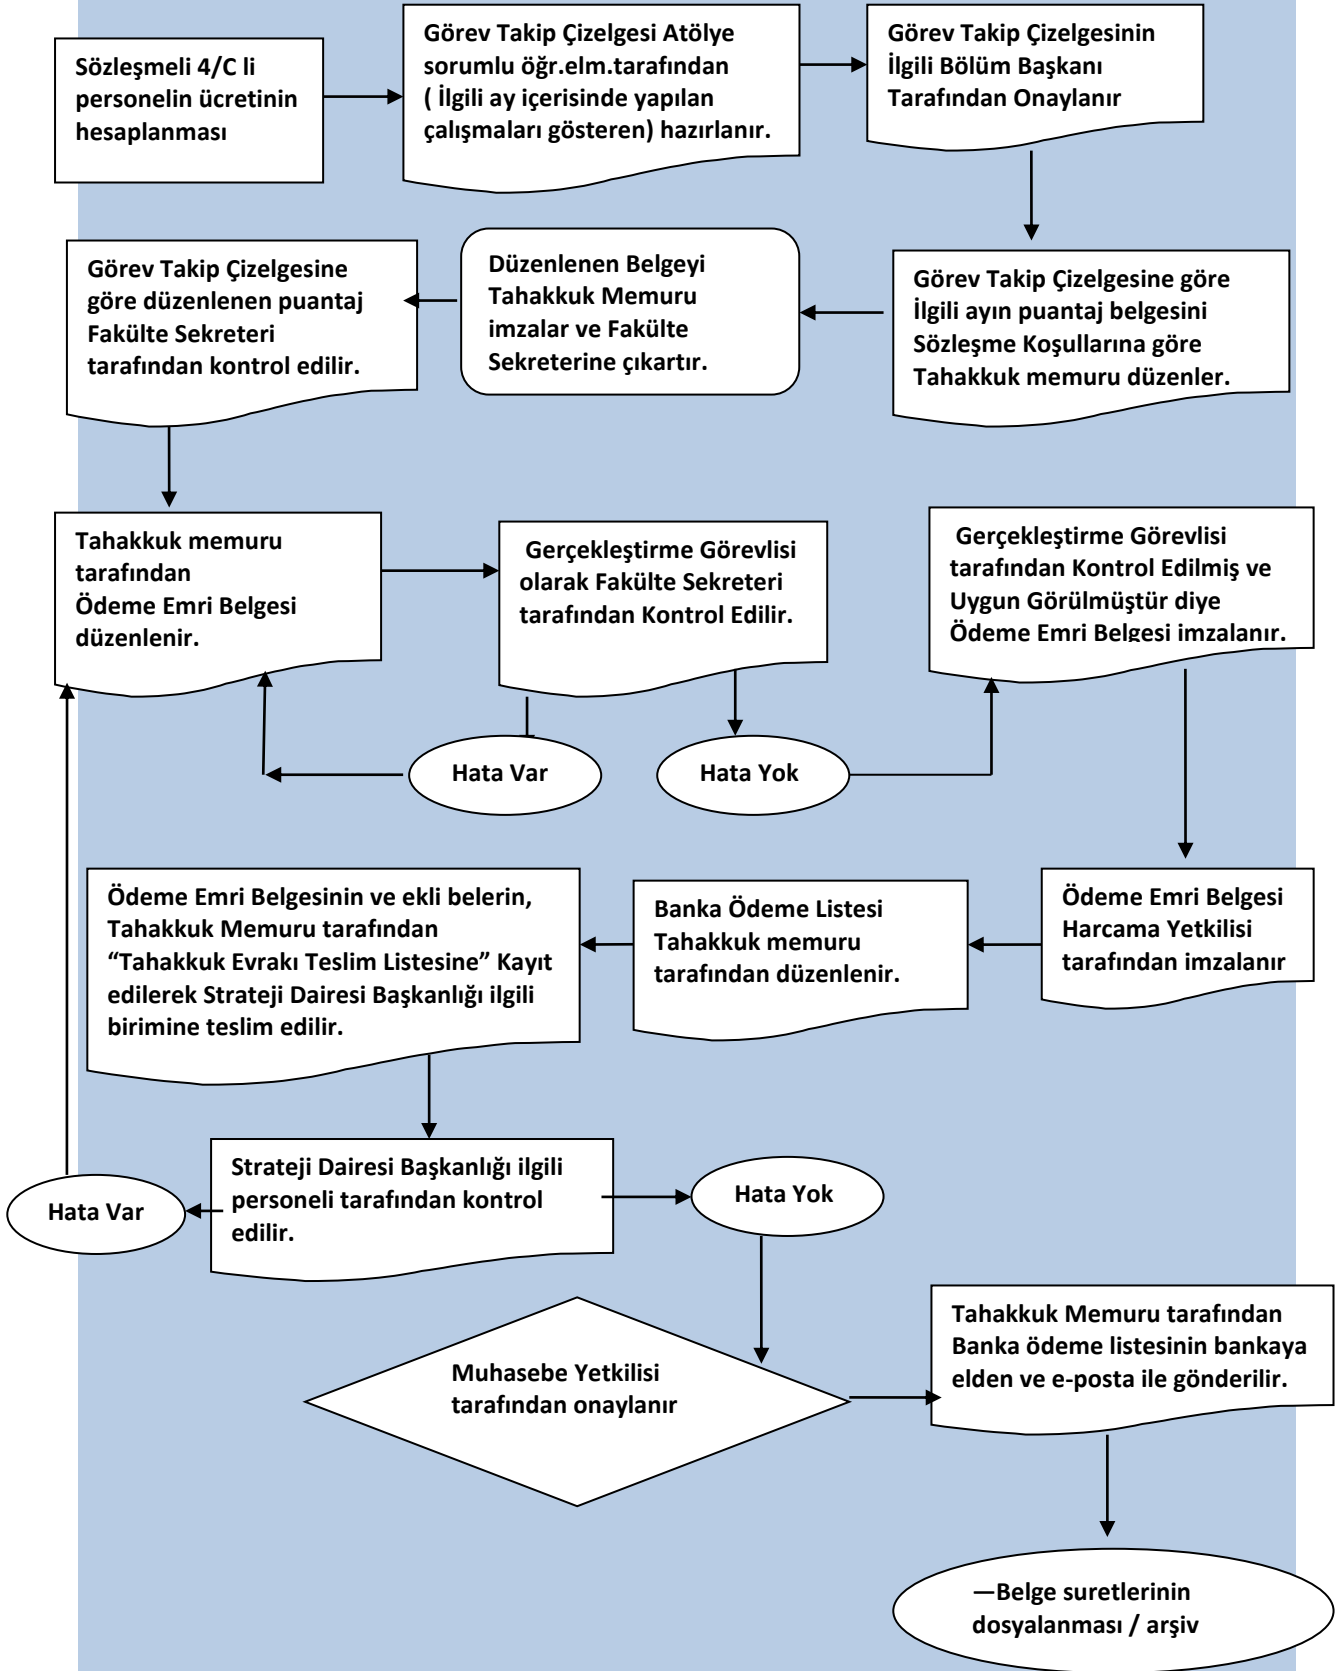 Sözleşmeli 4/C li
personelin ücretinin
hesaplanması
Görev Takip Çizelgesi Atölye
sorumlu öğr.elm.tarafından
( İlgili ay içerisinde yapılan
çalışmaları gösteren) hazırlanır.
Görev Takip Çizelgesinin
İlgili Bölüm Başkanı
Tarafından Onaylanır
Görev Takip Çizelgesine göre
İlgili ayın puantaj belgesini
Sözleşme Koşullarına göre
Tahakkuk memuru düzenler.
Düzenlenen Belgeyi
Tahakkuk Memuru
imzalar ve Fakülte
Sekreterine çıkartır.
Görev Takip Çizelgesine
göre düzenlenen puantaj
Fakülte Sekreteri
tarafından kontrol edilir.
Tahakkuk memuru
tarafından
Ödeme Emri Belgesi
düzenlenir.
Gerçekleştirme Görevlisi
olarak Fakülte Sekreteri
tarafından Kontrol Edilir.
Gerçekleştirme Görevlisi
tarafından Kontrol Edilmiş ve
Uygun Görülmüştür diye
Ödeme Emri Belgesi imzalanır.
Hata Var
Hata Yok
Ödeme Emri Belgesi
Harcama Yetkilisi
tarafından imzalanır
Banka Ödeme Listesi
Tahakkuk memuru
tarafından düzenlenir.
Ödeme Emri Belgesinin ve ekli belerin,
Tahakkuk Memuru tarafından
“Tahakkuk Evrakı Teslim Listesine” Kayıt
edilerek Strateji Dairesi Başkanlığı ilgili
birimine teslim edilir.
Strateji Dairesi Başkanlığı ilgili
personeli tarafından kontrol
edilir.
Hata Var
Hata Yok
Muhasebe Yetkilisi
tarafından onaylanır
Tahakkuk Memuru tarafından
Banka ödeme listesinin bankaya
elden ve e-posta ile gönderilir.
—Belge suretlerinin
dosyalanması / arşiv